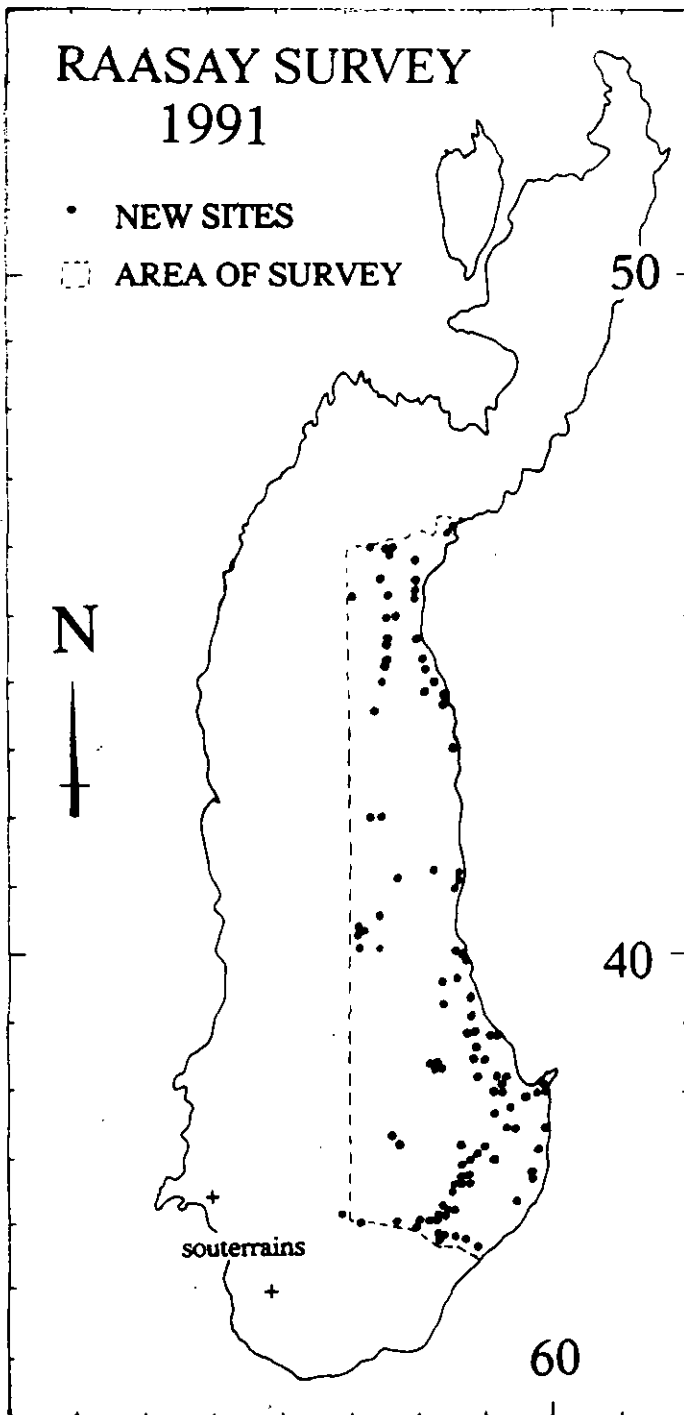 RAASAY SURVEY
1991
NEW SITES
AREA OF SURVEY
50
N
40
souterrains
60